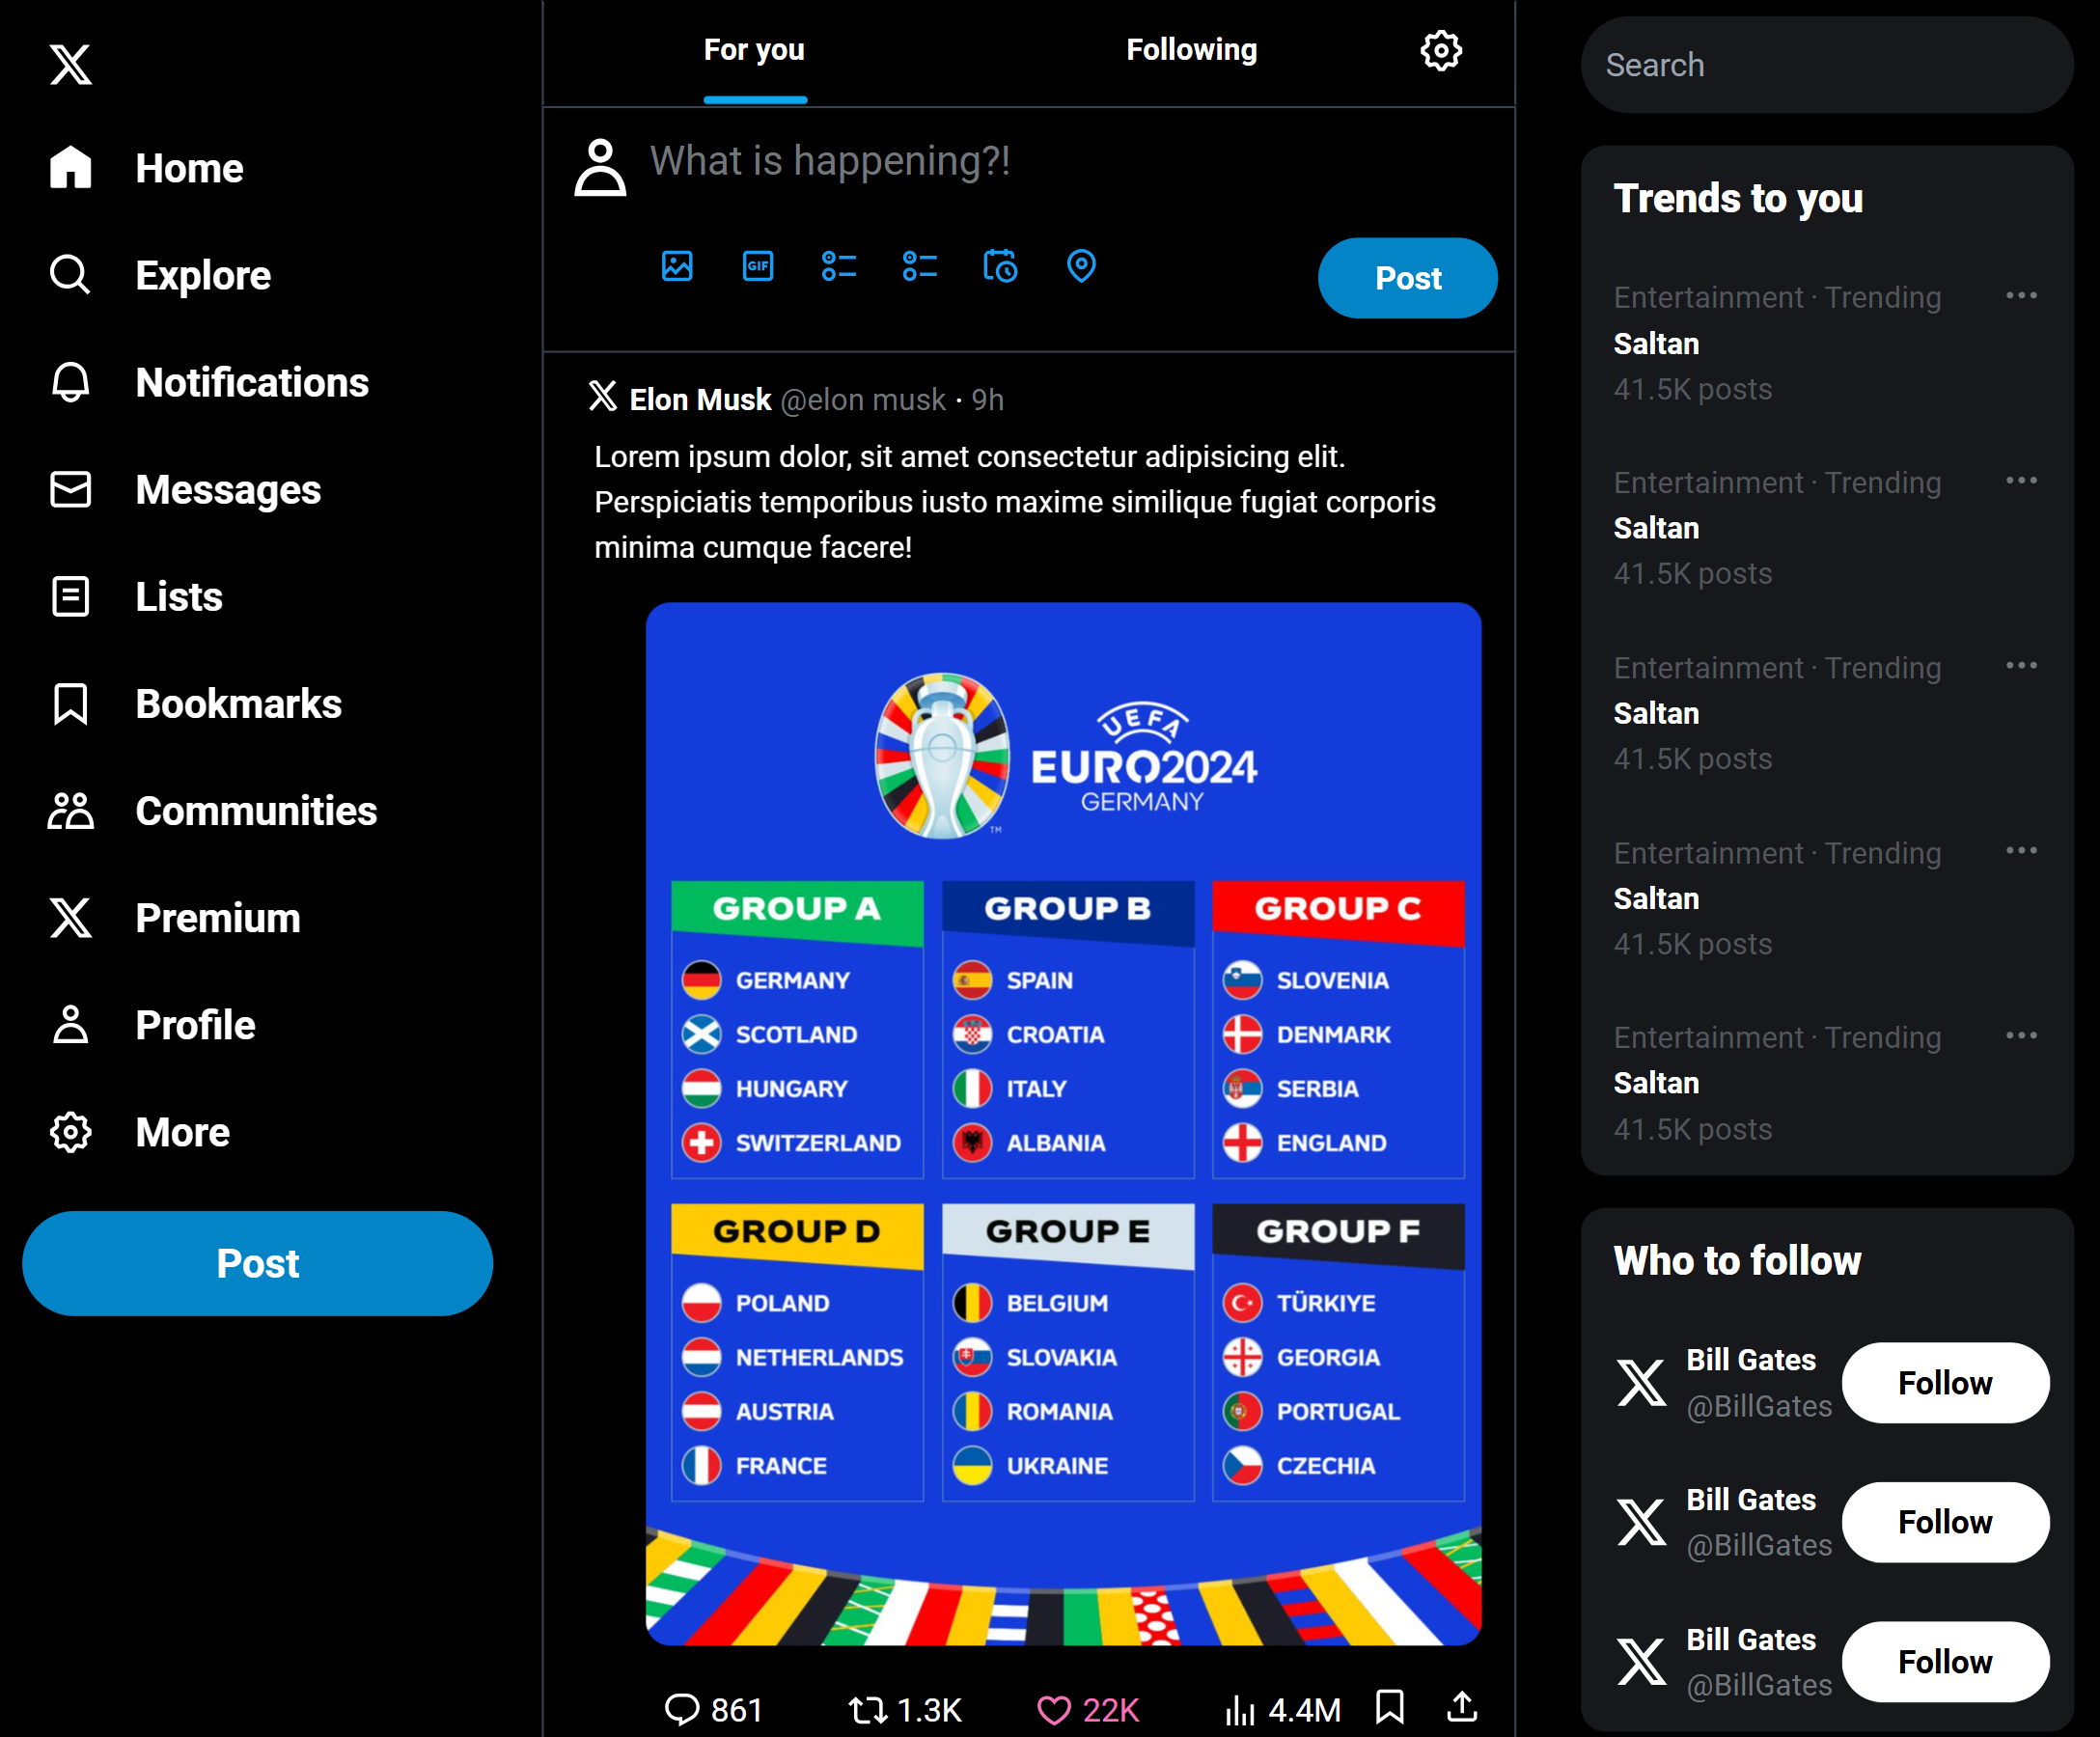 Home
Explore
Notifications
Messages
Lists
Bookmarks
Communities
Premium
Profile
More
Post
For you
Following
What is happening?!
GIF
Post
Elon Musk @elon musk · 9h
Lorem ipsum dolor, sit amet consectetur adipisicing elit.
Perspiciatis temporibus iusto maxime similique fugiat corporis
minima cumque facere!
UEFA
EURO2024
GERMANY
TM
GROUP A
GERMANY
SCOTLAND
HUNGARY
SWITZERLAND
GROUP B
SPAIN
CROATIA
ITALY
ALBANIA
GROUP C
SLOVENIA
DENMARK
SERBIA
ENGLAND
GROUP D
POLAND
NETHERLANDS
AUSTRIA
FRANCE
GROUP E
BELGIUM
SLOVAKIA
ROMANIA
UKRAINE
GROUP F
TÜRKIYE
GEORGIA
PORTUGAL
CZECHIA
861
1.3K
22K
4.4M
Search
Trends to you
Entertainment · Trending
Saltan
41.5K posts
Entertainment · Trending
Saltan
41.5K posts
Entertainment · Trending
Saltan
41.5K posts
Entertainment · Trending
Saltan
41.5K posts
Entertainment · Trending
Saltan
41.5K posts
Who to follow
Bill Gates
@BillGates
Follow
Bill Gates
@BillGates
Follow
Bill Gates
@BillGates
Follow